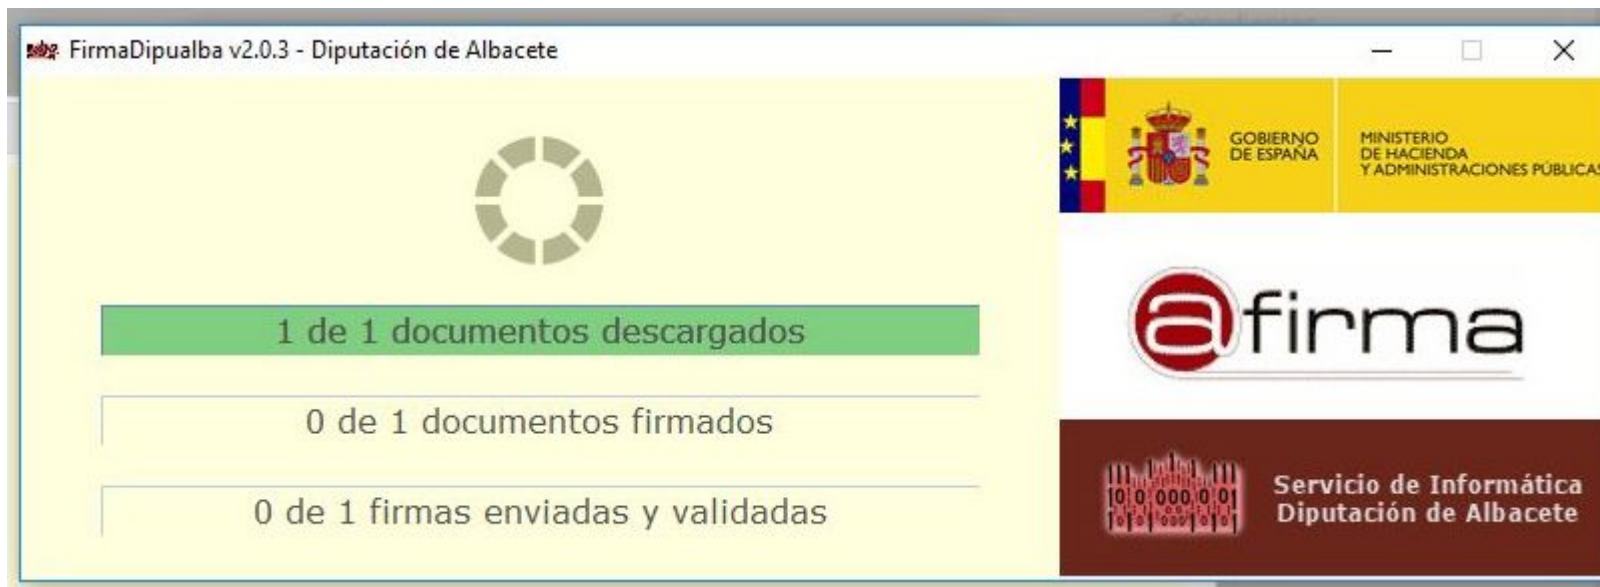 FirmaDipualba v2.0.3 - Diputación de Albacete
1 de 1 documentos descargados
0 de 1 documentos firmados
0 de 1 firmas enviadas y validadas
GOBIERNO
DE ESPAÑA
MINISTERIO
DE HACIENDA
Y ADMINISTRACIONES PÚBLICAS
@firma
Servicio de Informática
Diputación de Albacete